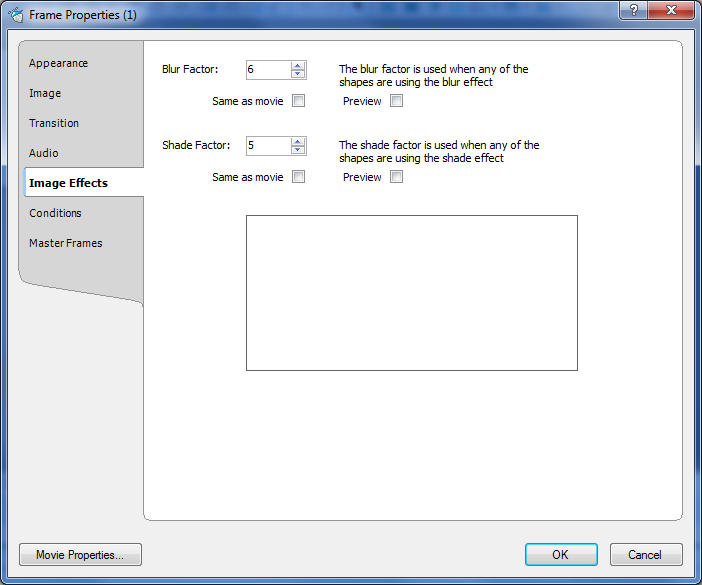 Frame Properties (1)
?
Appearance
Image
Transition
Audio
Image Effects
Conditions
Master Frames
Blur Factor: 6
The blur factor is used when any of the
shapes are using the blur effect
Same as movie
Preview
Shade Factor: 5
The shade factor is used when any of the
shapes are using the shade effect
Same as movie
Preview
Movie Properties...
OK
Cancel